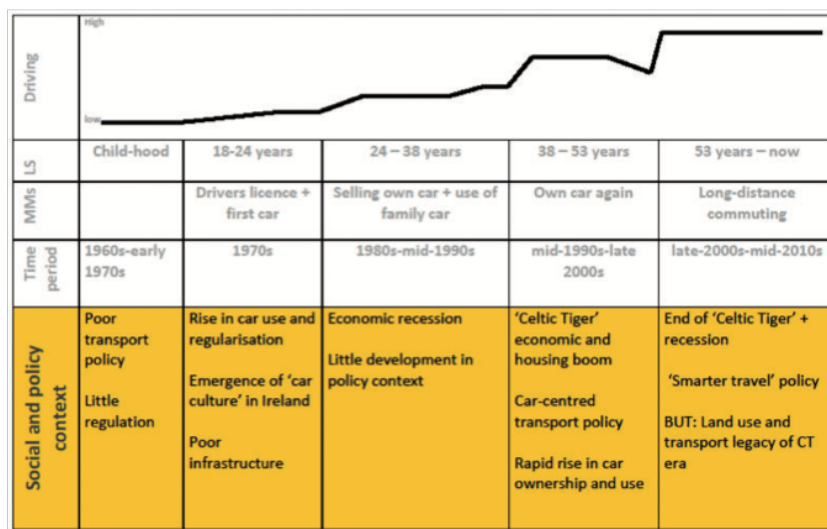 High
Driving
low
LS
Child-hood
18-24 years
24 – 38 years
38 – 53 years
53 years – now
MMs
Drivers licence +
first car
Selling own car + use of
family car
Own car again
Long-distance
commuting
Time
period
1960s-early
1970s
1970s
1980s-mid-1990s
mid-1990s-late
2000s
late-2000s-mid-2010s
Social and policy
context
Poor
transport
policy
Little
regulation
Rise in car use and
regularisation
Emergence of ‘car
culture’ in Ireland
Poor
infrastructure
Economic recession
Little development in
policy context
‘Celtic Tiger’
economic and
housing boom
Car-centred
transport policy
Rapid rise in car
ownership and use
End of ‘Celtic Tiger’ +
recession
‘Smarter travel’ policy
BUT: Land use and
transport legacy of CT
era